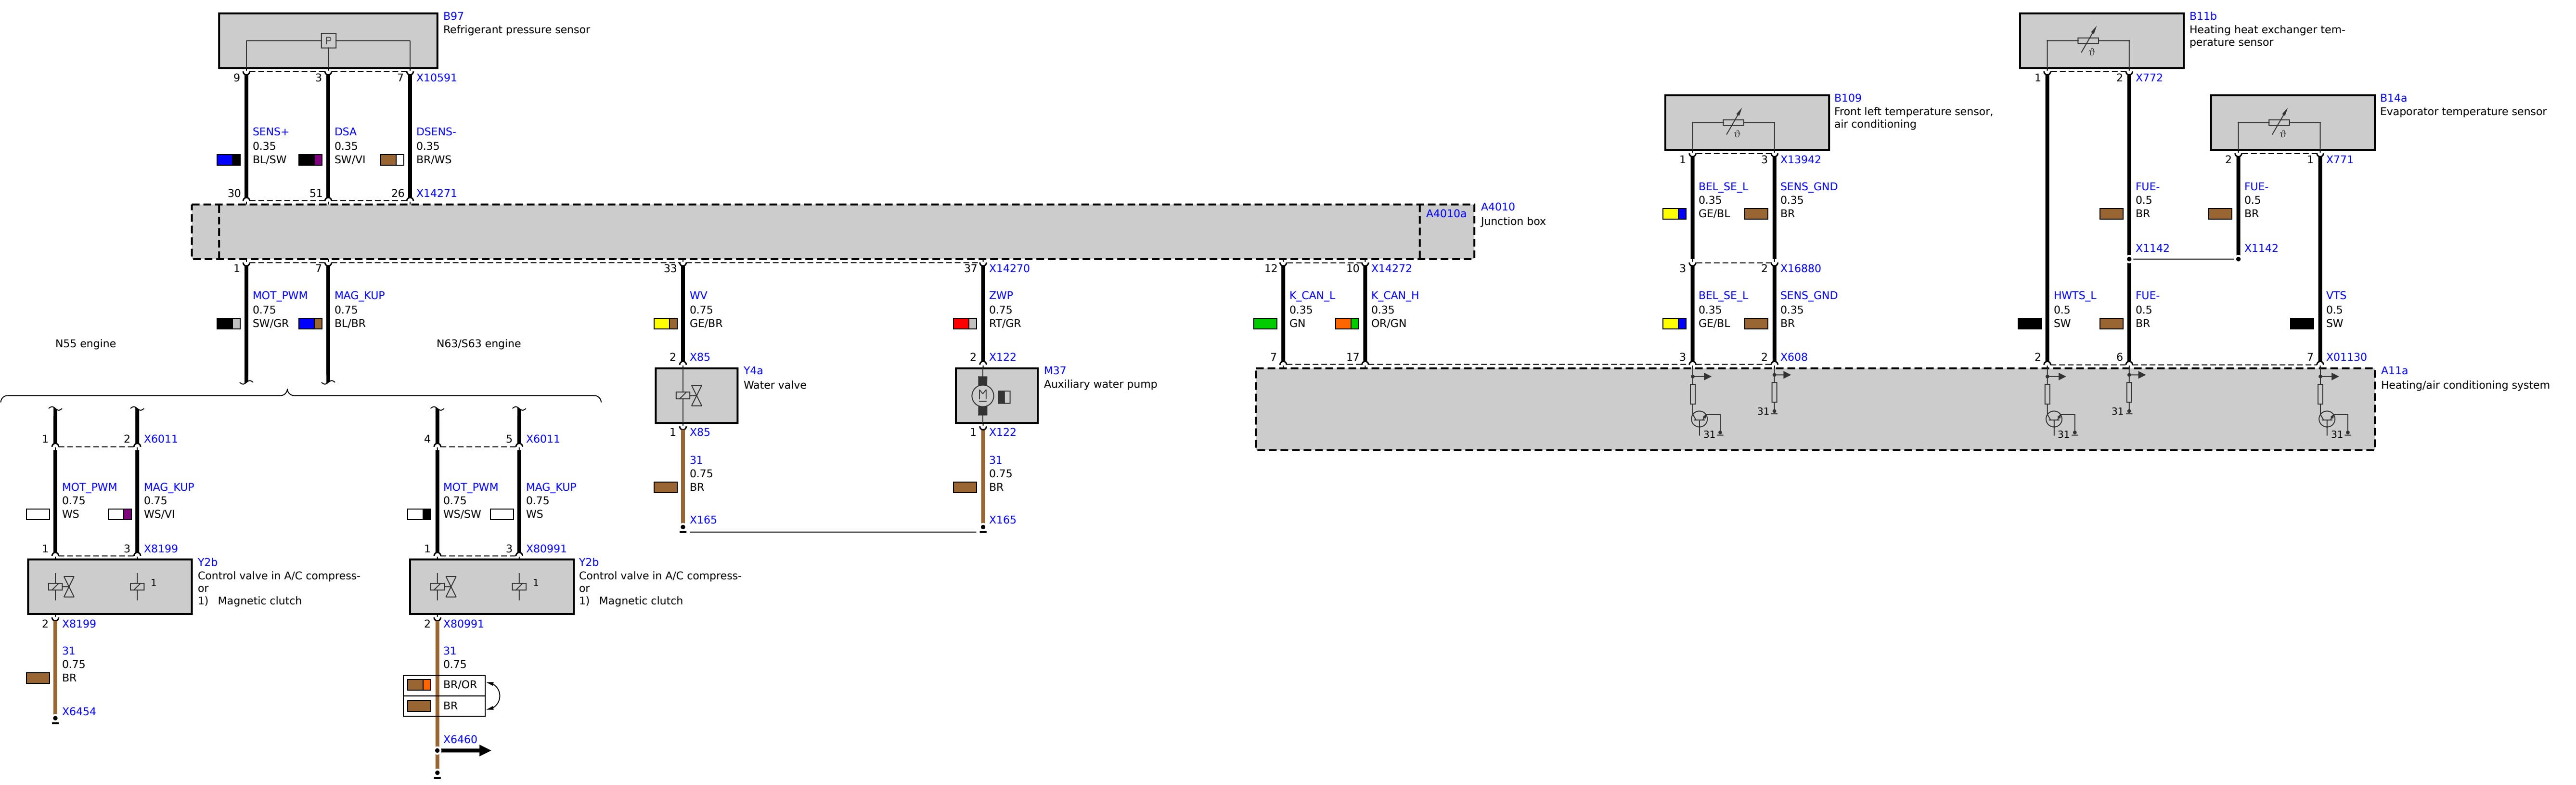 B97
Refrigerant pressure sensor
P
9 3 7 X10591
SENS+ DSA DSENS-
0.35 0.35 0.35
BL/SW SW/VI BR/WS
30 51 26 X14271
B11b
Heating heat exchanger tem-
perature sensor
ϑ
1 2 X772
B109
Front left temperature sensor,
air conditioning
ϑ
1 3 X13942
B14a
Evaporator temperature sensor
ϑ
2 1 X771
BEL_SE_L SENS_GND
0.35 0.35
GE/BL BR
FUE- FUE-
0.5 0.5
BR BR
X1142 X1142
A4010a
A4010
Junction box
1 7 33 37 X14270
12 10 X14272
3 2 X16880
MOT_PWM MAG_KUP
0.75 0.75
SW/GR BL/BR
WV
0.75
GE/BR
ZWP
0.75
RT/GR
K_CAN_L K_CAN_H
0.35 0.35
GN OR/GN
BEL_SE_L SENS_GND
0.35 0.35
GE/BL BR
HWTS_L FUE-
0.5 0.5
SW BR
VTS
0.5
SW
N55 engine
N63/S63 engine
2 X85
2 X122
7 17
3 2 X608
2 6
7 X01130
Y4a
Water valve
M37
Auxiliary water pump
M
A11a
Heating/air conditioning system
31 31 31 31 31
1 X85
1 X122
31
0.75
BR
31
0.75
BR
X165 X165
1 2 X6011
4 5 X6011
MOT_PWM MAG_KUP
0.75 0.75
WS WS/VI
MOT_PWM MAG_KUP
0.75 0.75
WS/SW WS
1 3 X8199
1 3 X80991
1
Y2b
Control valve in A/C compress-
or
1) Magnetic clutch
1
Y2b
Control valve in A/C compress-
or
1) Magnetic clutch
2 X8199
2 X80991
31
0.75
BR
X6454
31
0.75
BR/OR
BR
X6460